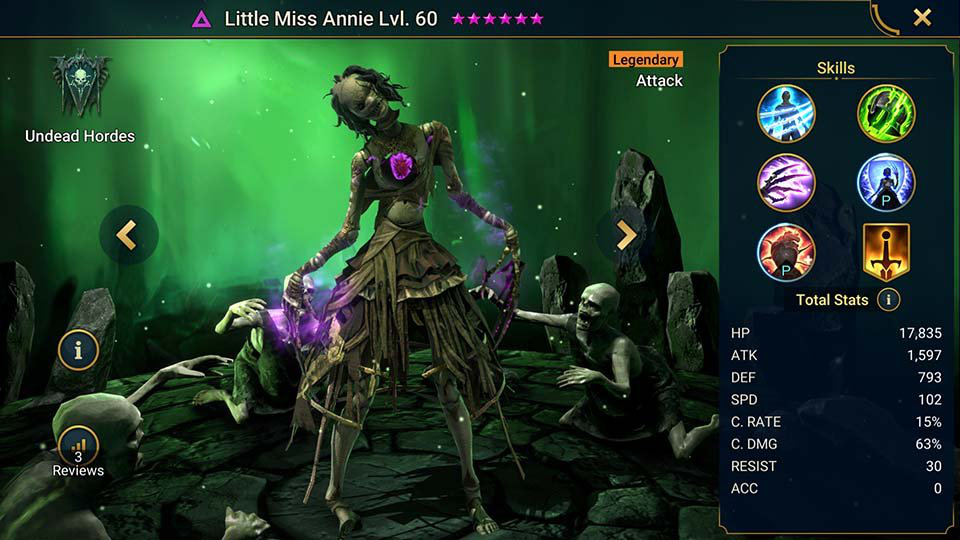 Little Miss Annie Lvl. 60
Undead Hordes
Legendary
Attack
3
Reviews
Skills
P
P
Total Stats
HP 17,835
ATK 1,597
DEF 793
SPD 102
C. RATE 15%
C. DMG 63%
RESIST 30
ACC 0